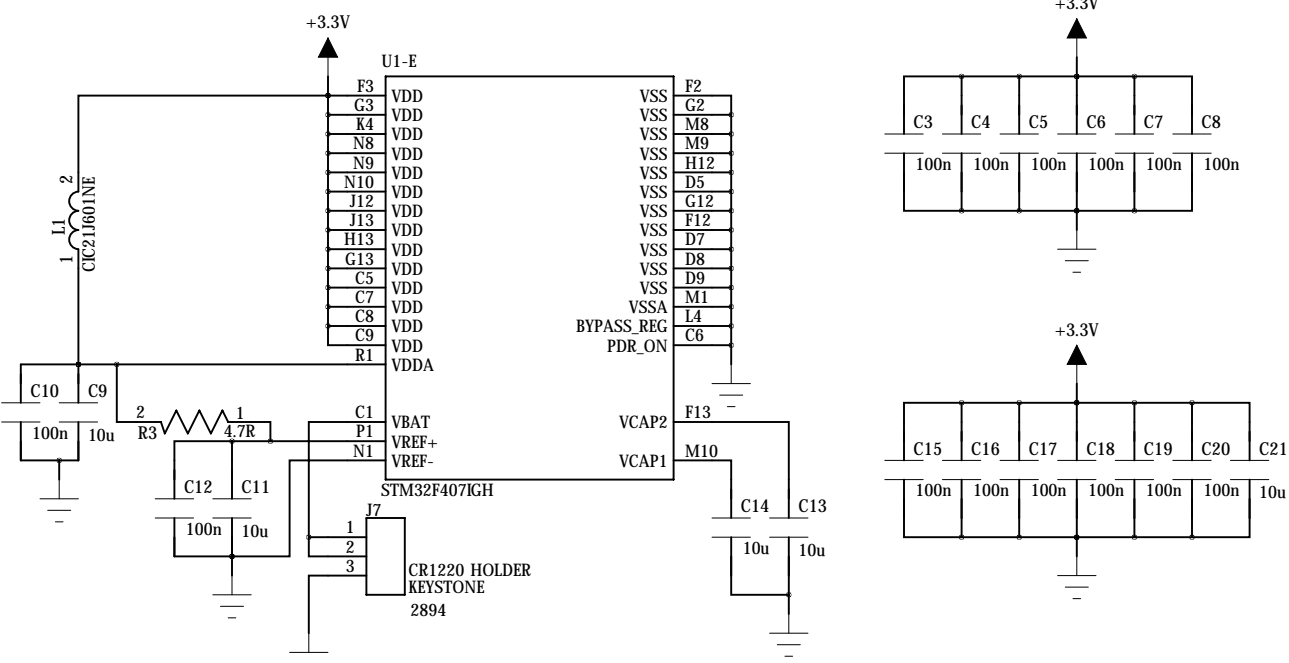 +3.3V
U1-E
F3 VDD VSS F2
G3 VDD VSS G2
K4 VDD VSS M8
N8 VDD VSS M9
N9 VDD VSS H12
N10 VDD VSS D5
J12 VDD VSS G12
J13 VDD VSS F12
H13 VDD VSS D7
G13 VDD VSS D8
C5 VDD VSS D9
C7 VDD VSSA M1
C8 VDD BYPASS_REG L4
C9 VDD PDR_ON C6
R1 VDDA
C1 VBAT VCAP2 F13
P1 VREF+
N1 VREF- VCAP1 M10
STM32F407IGH
2
L1
CIC21J601NE
1
C10 C9
100n 10u
2 1
R3 4.7R
C12 C11
100n 10u
J7
1
2
3
CR1220 HOLDER
KEYSTONE
2894
C14 C13
10u 10u
+3.3V
C3 C4 C5 C6 C7 C8
100n 100n 100n 100n 100n 100n
+3.3V
C15 C16 C17 C18 C19 C20 C21
100n 100n 100n 100n 100n 100n 10u